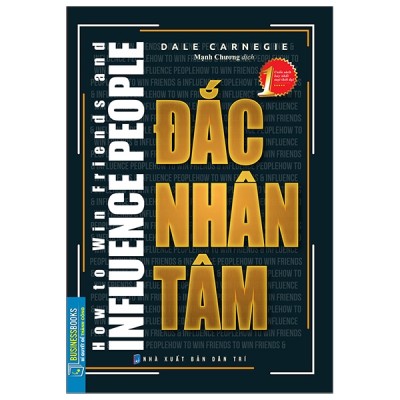 DALE CARNEGIE
Mạnh Chương dịch
How to Win Friends and
INFLUENCE PEOPLE
ĐẮC
NHÂN
TÂM
1
BUSINESSBOOKS
NHÀ XUẤT BẢN DÂN TRÍ